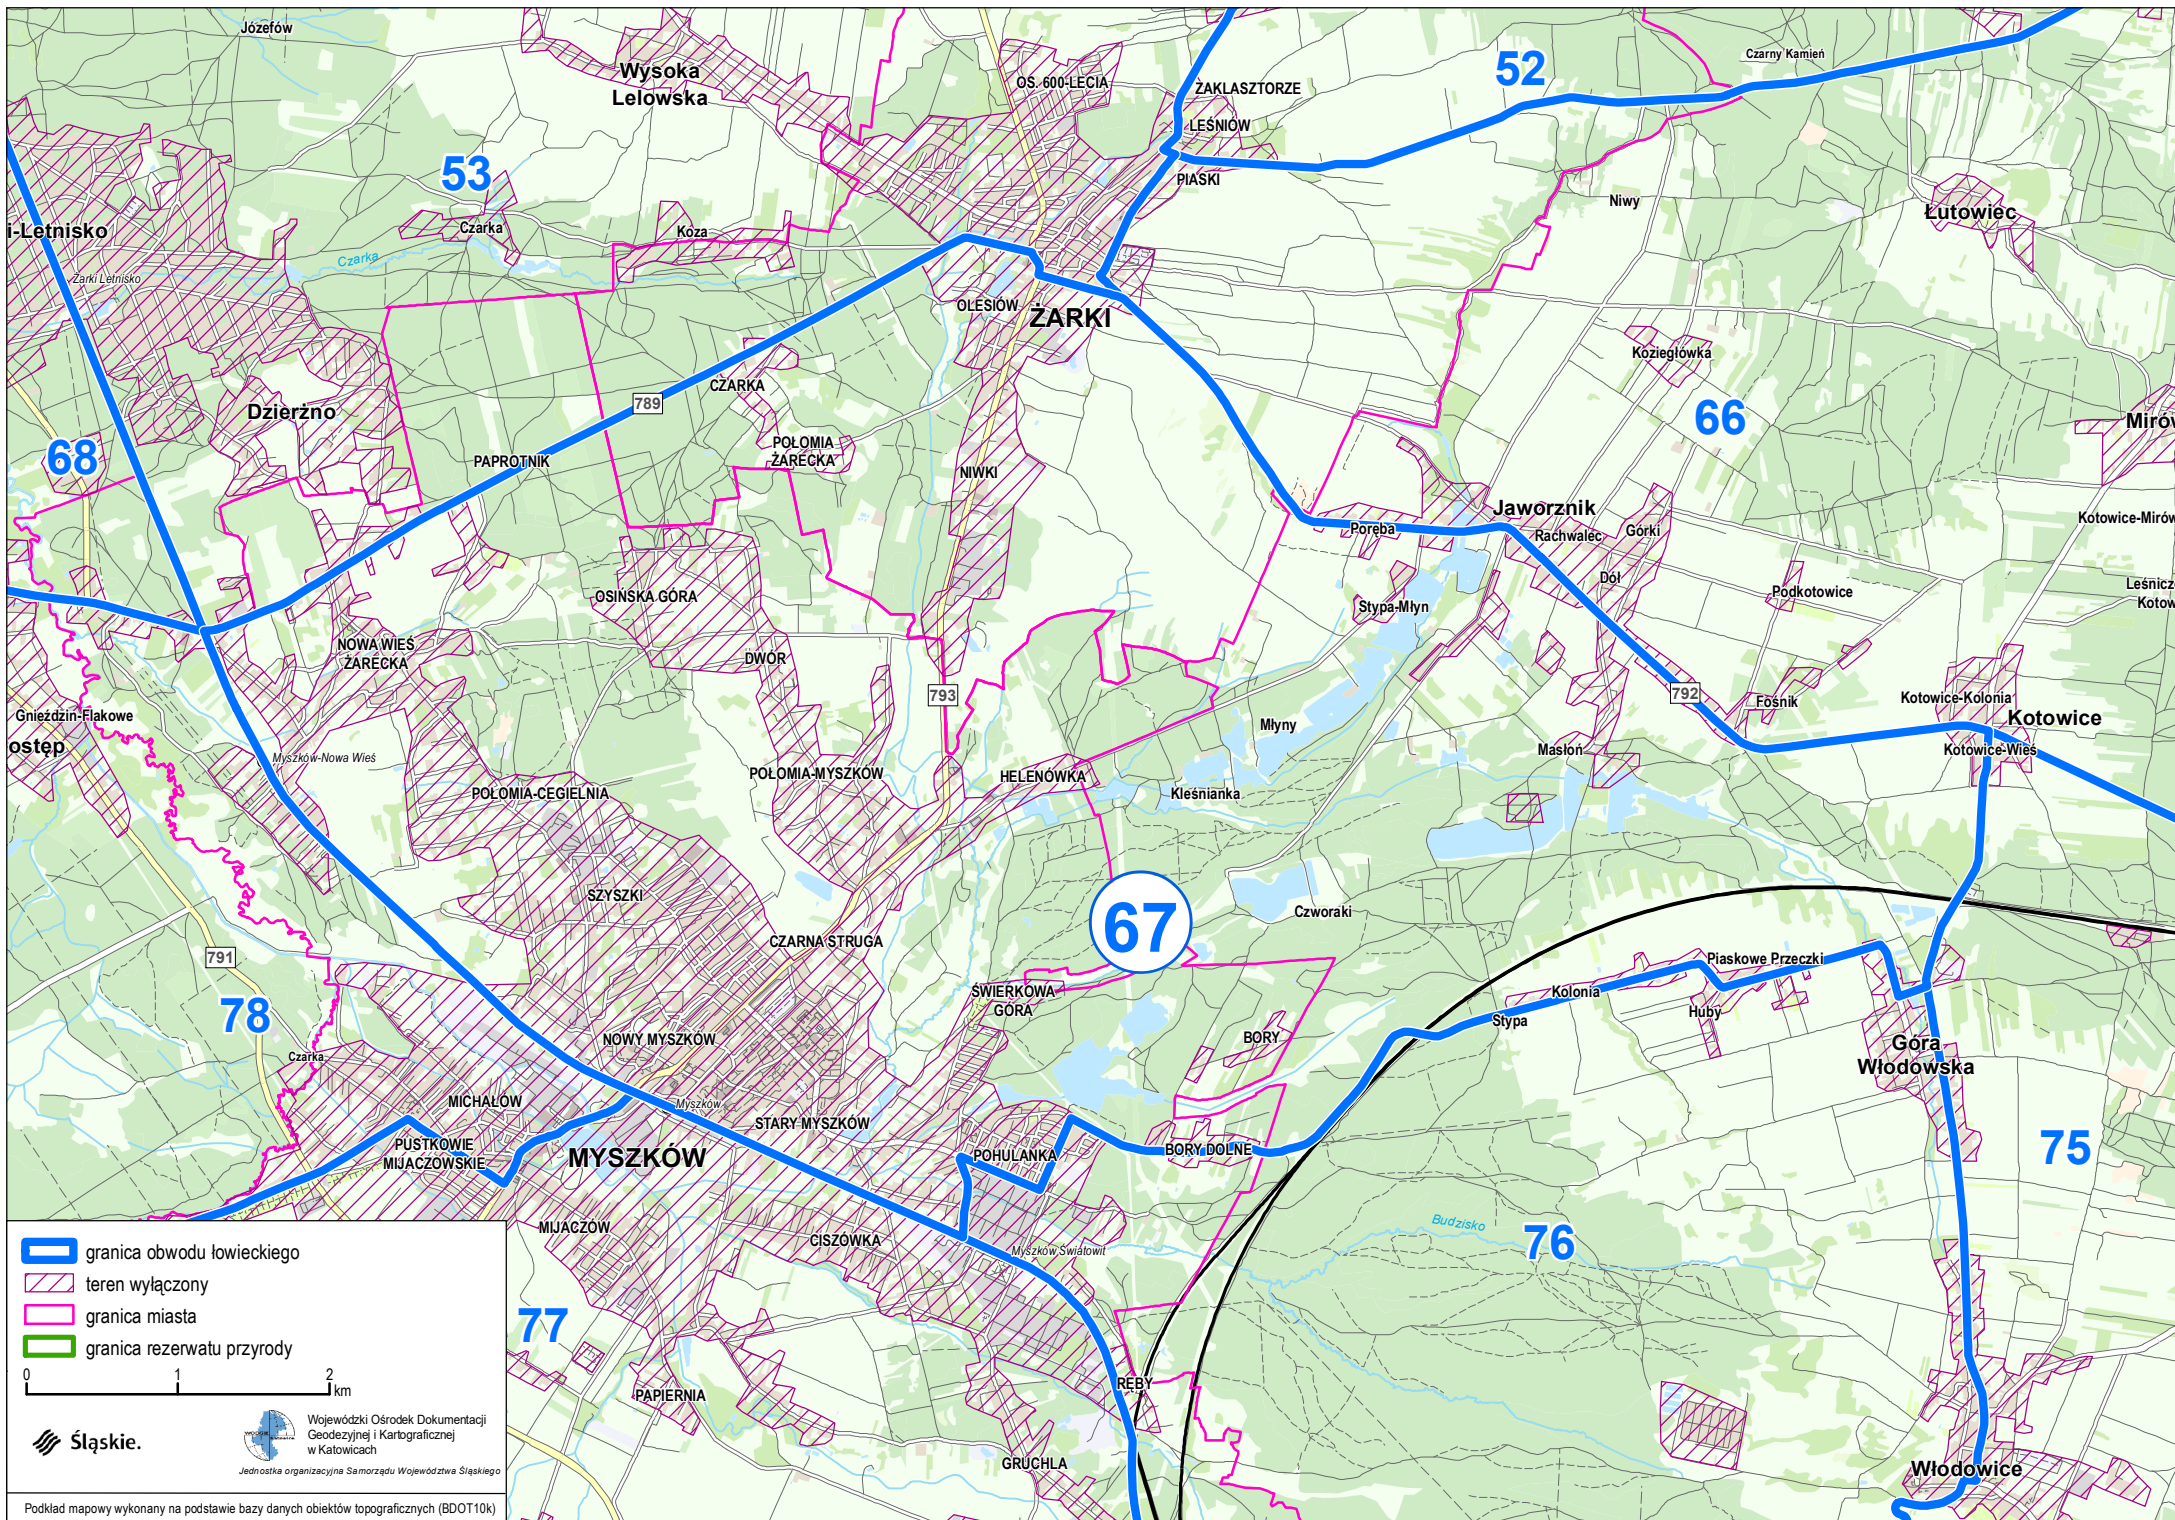 Józefów
Wysoka
Lelowska
OS. 600-LECIA
ŻAKLASZTORZE
LEŚNIÓW
52
Czarny Kamień
53
PIASKI
Niwy
Łutowiec
i-Letnisko
Czarka
Koza
Czarka
Żarki Letnisko
OLESIÓW
ŻARKI
Koziegłówka
CZARKA
Dzierżno
789
66
Mirów
68
PAPROTNIK
POŁOMIA
ŻARECKA
NIWKI
Jaworznik
Poręba
Rachwalec
Górki
Kotowice-Mirów
Dół
Podkotowice
Leśnicz
Kotow
OSIŃSKA GÓRA
Stypa-Młyn
NOWA WIEŚ
ŻARECKA
DWÓR
793
792
Fośnik
Kotowice-Kolonia
Kotowice
Gnieździn-Flakowe
ostęp
Myszków-Nowa Wieś
Młyny
Masłoń
Kotowice-Wieś
POŁOMIA-CEGIELNIA
POŁOMIA-MYSZKÓW
HELENÓWKA
Kleśnianka
SZYSZKI
Czworaki
67
CZARNA STRUGA
791
Piaskowe Przeczki
ŚWIERKOWA
GÓRA
Kolonia
78
Stypa
Huby
NOWY MYSZKÓW
BORY
Góra
Włodowska
Czarka
MICHAŁÓW
Myszków
STARY MYSZKÓW
PUSTKOWIE
MIJACZOWSKIE
MYSZKÓW
POHULANKA
BORY DOLNE
75
MIJACZÓW
CISZÓWKA
Myszków Światowit
Budzisko
76
77
PAPIERNIA
RĘBY
GRUCHLA
Włodowice
granica obwodu łowieckiego
teren wyłączony
granica miasta
granica rezerwatu przyrody
0 1 2
km
Śląskie.
Wojewódzki Ośrodek Dokumentacji
Geodezyjnej i Kartograficznej
w Katowicach
Jednostka organizacyjna Samorządu Województwa Śląskiego
Podkład mapowy wykonany na podstawie bazy danych obiektów topograficznych (BDOT10k)